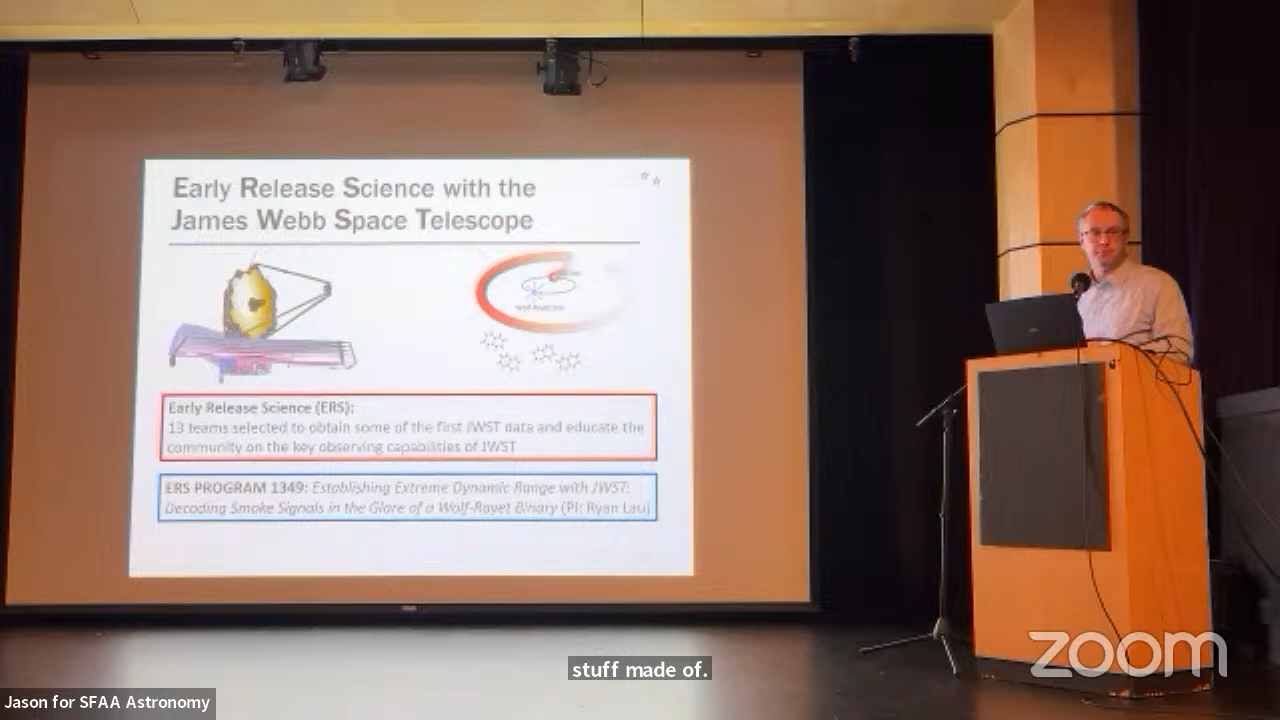 Early Release Science with the
James Webb Space Telescope
Early Release Science (ERS):
13 teams selected to obtain some of the first JWST data and educate the
community on the key observing capabilities of JWST
ERS PROGRAM 1349: Establishing Extreme Dynamic Range with JWST:
Decoding Smoke Signals in the Glare of a Wolf-Rayet Binary (PI: Ryan Lau)
stuff made of.
zoom
Jason for SFAA Astronomy